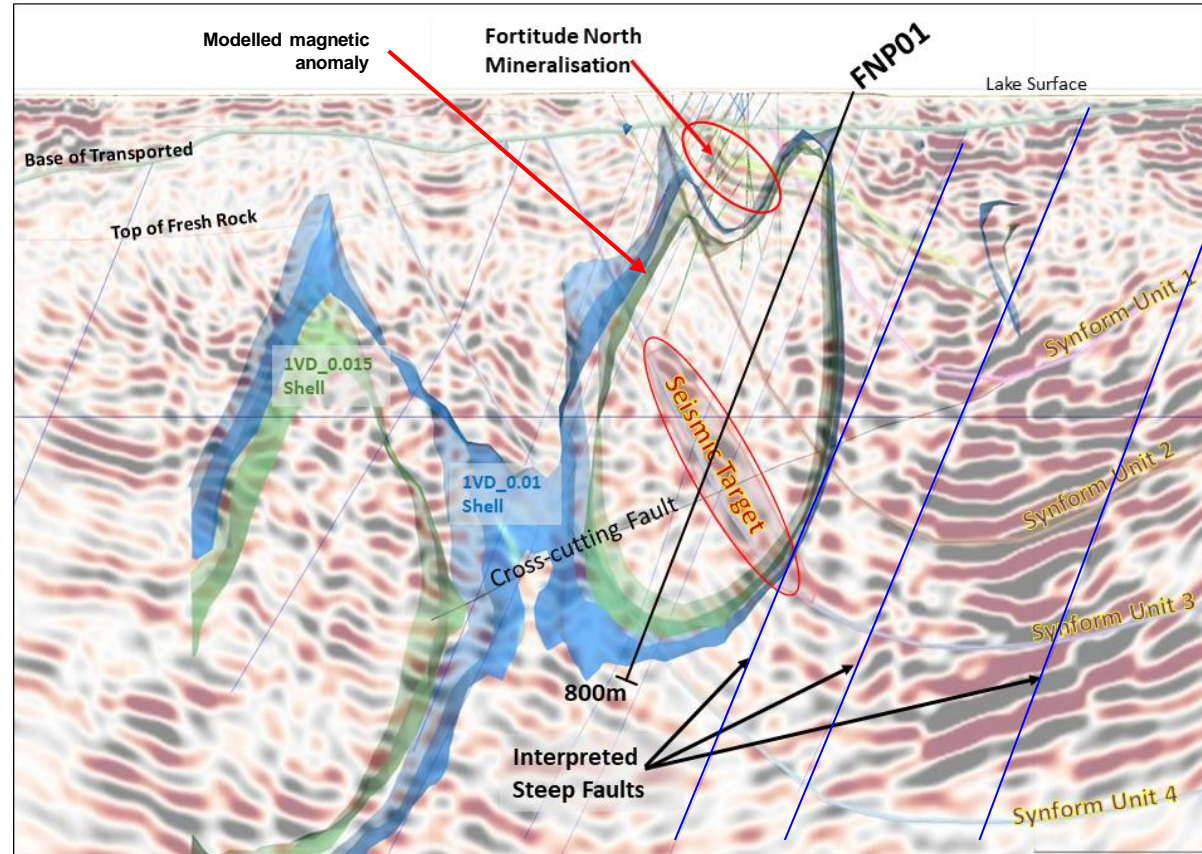 Modelled magnetic
anomaly
Fortitude North
Mineralisation
FNP01
Lake Surface
Base of Transported
Top of Fresh Rock
Synform Unit 1
1VD_0.015
Shell
Seismic Target
Synform Unit 2
1VD_0.01
Shell
Cross-cutting Fault
Synform Unit 3
800m
Interpreted
Steep Faults
Synform Unit 4